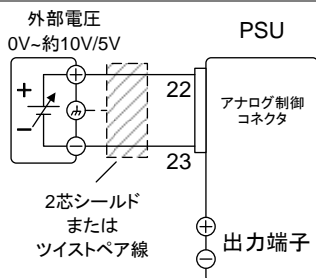 外部電圧
0V~約10V/5V
PSU
+
−
22
23
アナログ制御
コネクタ
2芯シールド
または
ツイストペア線
出力端子